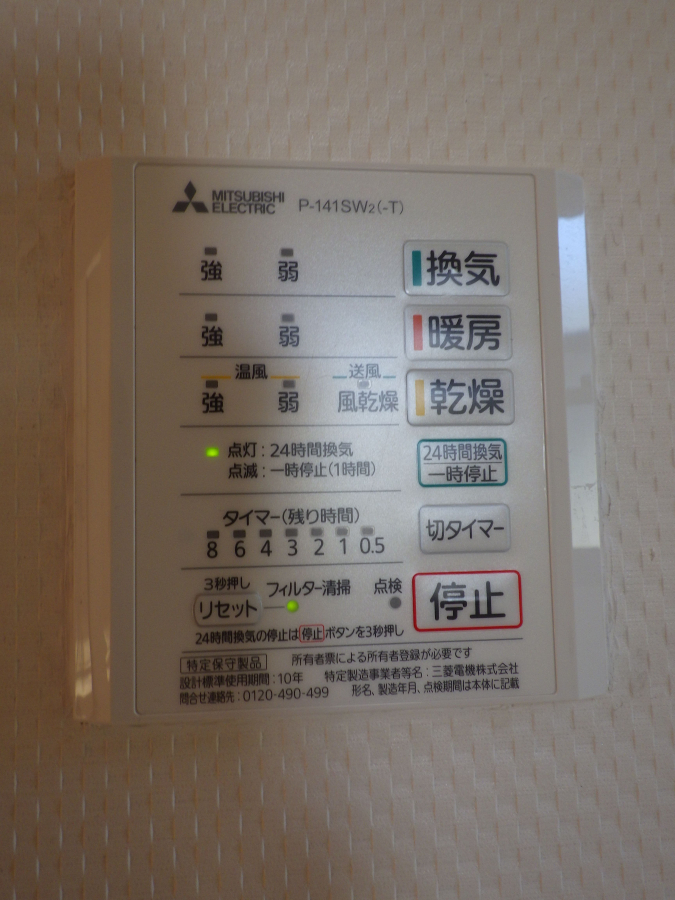 MITSUBISHI
ELECTRIC P-141SW2(-T)
強 弱 換気
強 弱 暖房
温風 送風
強 弱 風乾燥 乾燥
点灯:24時間換気 24時間換気
点滅:一時停止(1時間) 一時停止
タイマー(残り時間) 切タイマー
8 6 4 3 2 1 0.5
3秒押し フィルター清掃 点検 停止
リセット
24時間換気の停止は停止ボタンを3秒押し
特定保守製品 所有者票による所有者登録が必要です
設計標準使用期間:10年 特定製造事業者等名:三菱電機株式会社
問合せ連絡先:0120-490-499 形名、製造年月、点検期間は本体に記載